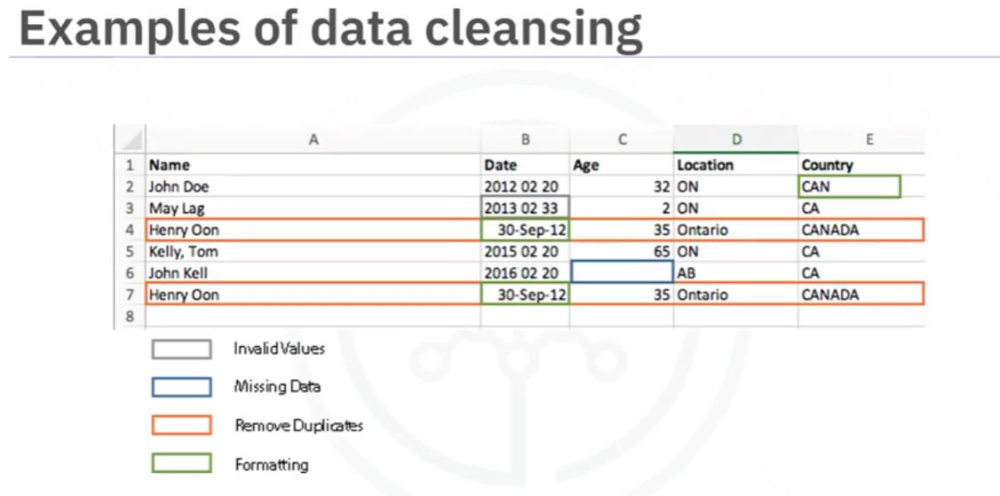 Examples of data cleansing
A B C D E
1 Name Date Age Location Country
2 John Doe 2012 02 20 32 ON CAN
3 May Lag 2013 02 33 2 ON CA
4 Henry Oon 30-Sep-12 35 Ontario CANADA
5 Kelly, Tom 2015 02 20 65 ON CA
6 John Kell 2016 02 20 AB CA
7 Henry Oon 30-Sep-12 35 Ontario CANADA
8
Invalid Values
Missing Data
Remove Duplicates
Formatting